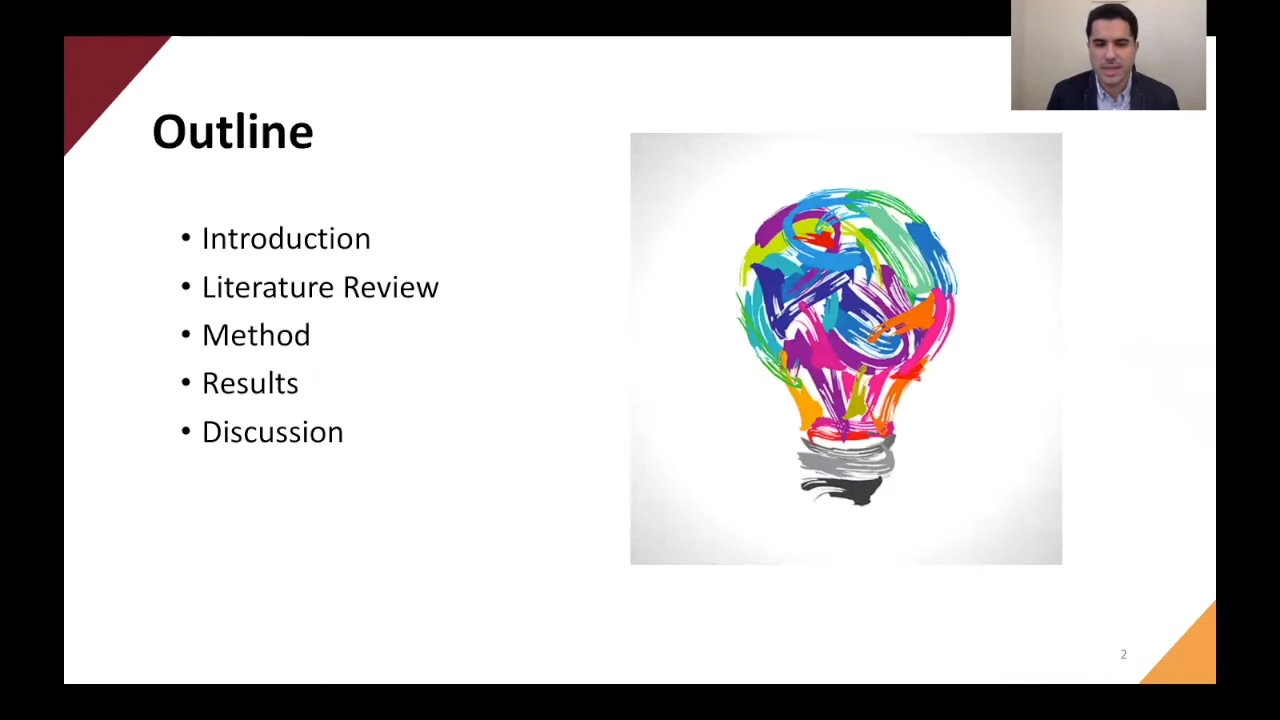 Outline
• Introduction
• Literature Review
• Method
• Results
• Discussion
2